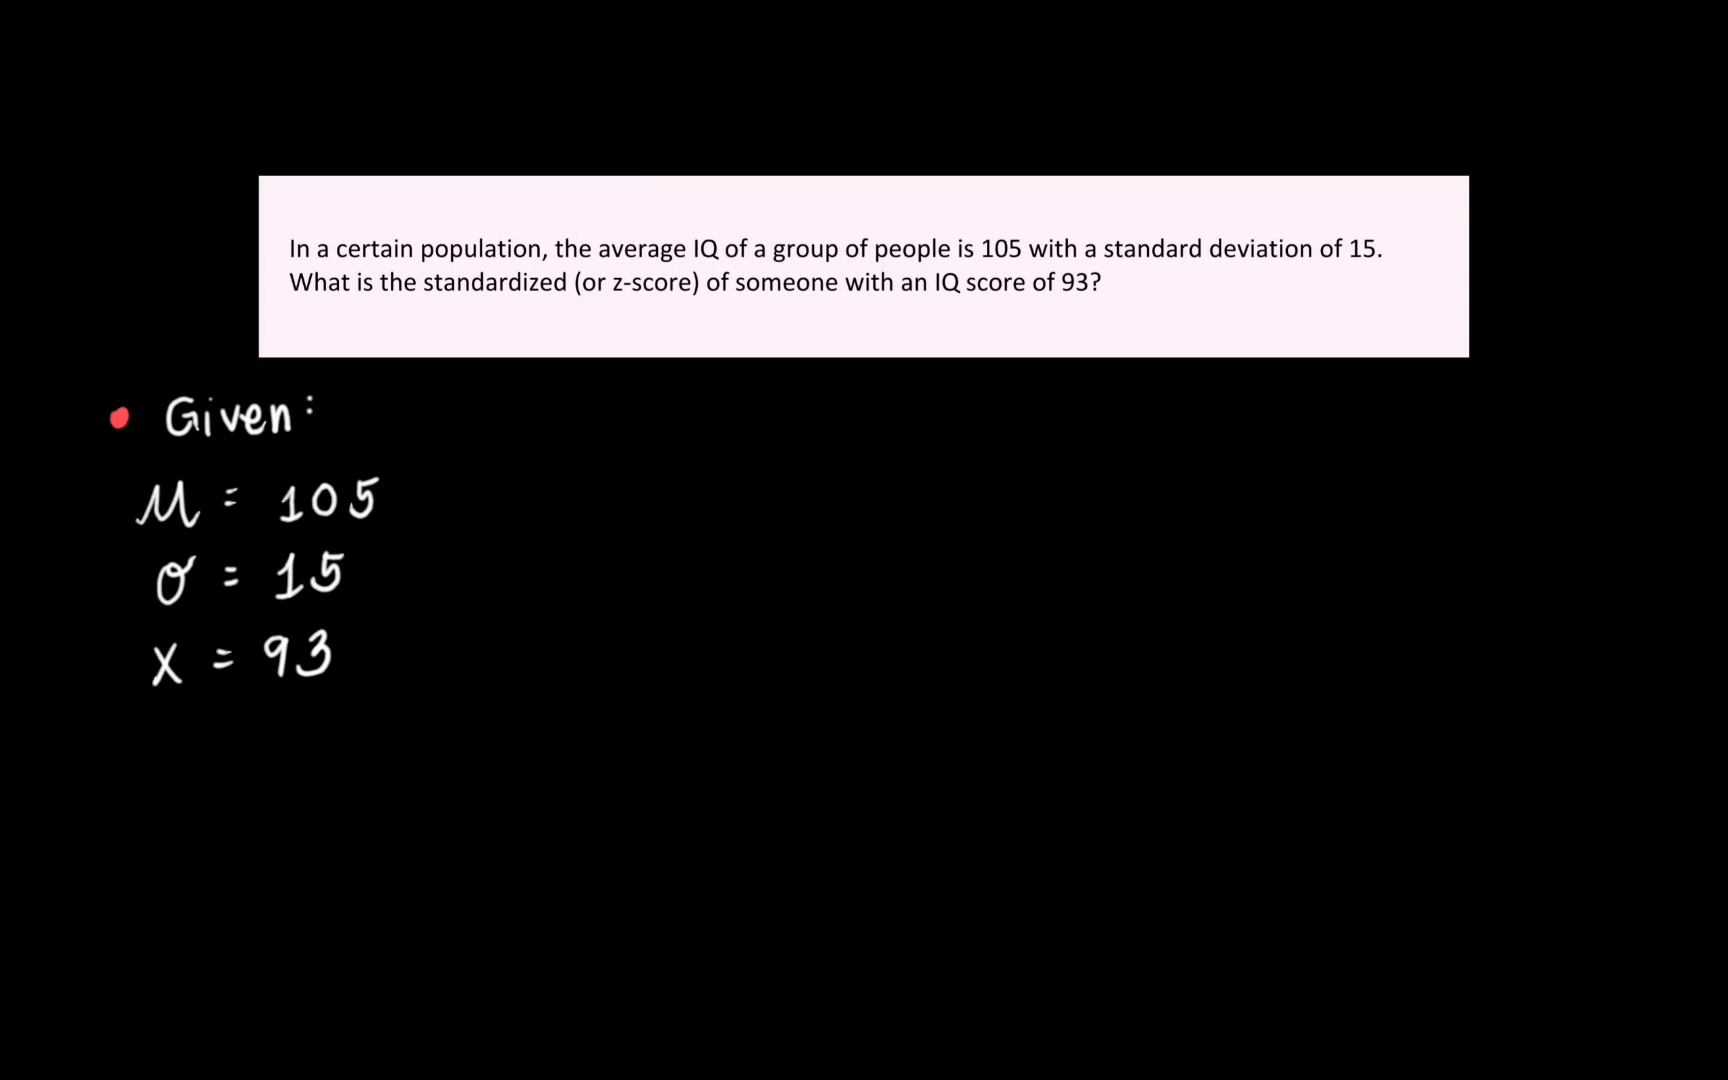 In a certain population, the average IQ of a group of people is 105 with a standard deviation of 15.
What is the standardized (or z-score) of someone with an IQ score of 93?
• Given:
μ = 105
σ = 15
x = 93